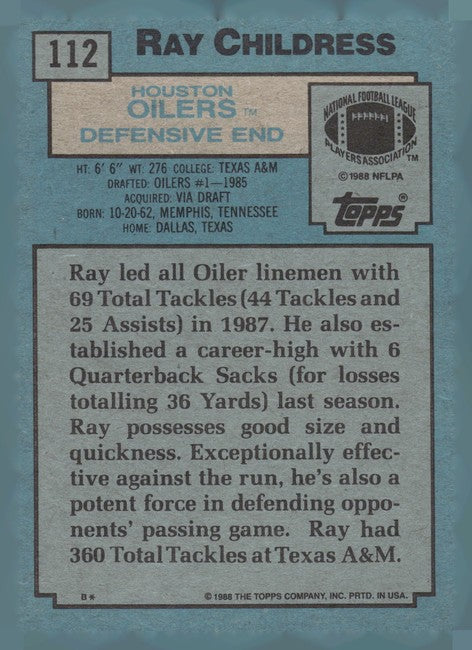 112
RAY CHILDRESS
HOUSTON
OILERS™
DEFENSIVE END
NATIONAL FOOTBALL LEAGUE
PLAYERS ASSOCIATION™
© 1988 NFLPA
topps®
HT: 6' 6" WT: 276 COLLEGE: TEXAS A&M
DRAFTED: OILERS #1—1985
ACQUIRED: VIA DRAFT
BORN: 10-20-62, MEMPHIS, TENNESSEE
HOME: DALLAS, TEXAS
Ray led all Oiler linemen with
69 Total Tackles (44 Tackles and
25 Assists) in 1987. He also es-
tablished a career-high with 6
Quarterback Sacks (for losses
totalling 36 Yards) last season.
Ray possesses good size and
quickness. Exceptionally effec-
tive against the run, he's also a
potent force in defending oppo-
nents' passing game. Ray had
360 Total Tackles at Texas A&M.
B* © 1988 THE TOPPS COMPANY, INC. PRTD. IN USA.